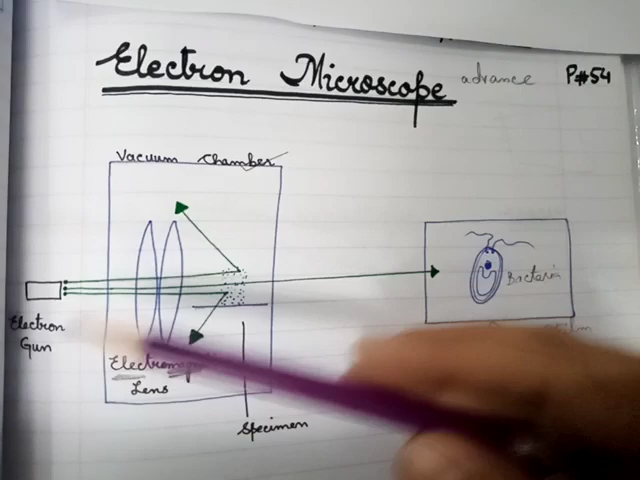 Electron Microscope advance P#54
Vacuum Chamber
Bacteria
Electron
Gun
Lens
Specimen